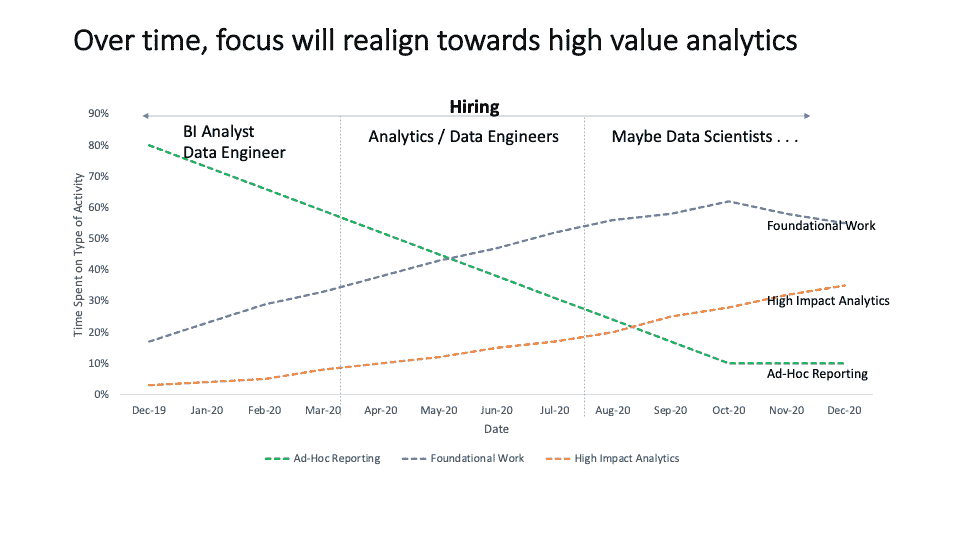 Over time, focus will realign towards high value analytics
Hiring
BI Analyst
Data Engineer
Analytics / Data Engineers
Maybe Data Scientists . . .
Time Spent on Type of Activity
90%
80%
70%
60%
50%
40%
30%
20%
10%
0%
Foundational Work
High Impact Analytics
Ad-Hoc Reporting
Dec-19 Jan-20 Feb-20 Mar-20 Apr-20 May-20 Jun-20 Jul-20 Aug-20 Sep-20 Oct-20 Nov-20 Dec-20
Date
Ad-Hoc Reporting Foundational Work High Impact Analytics